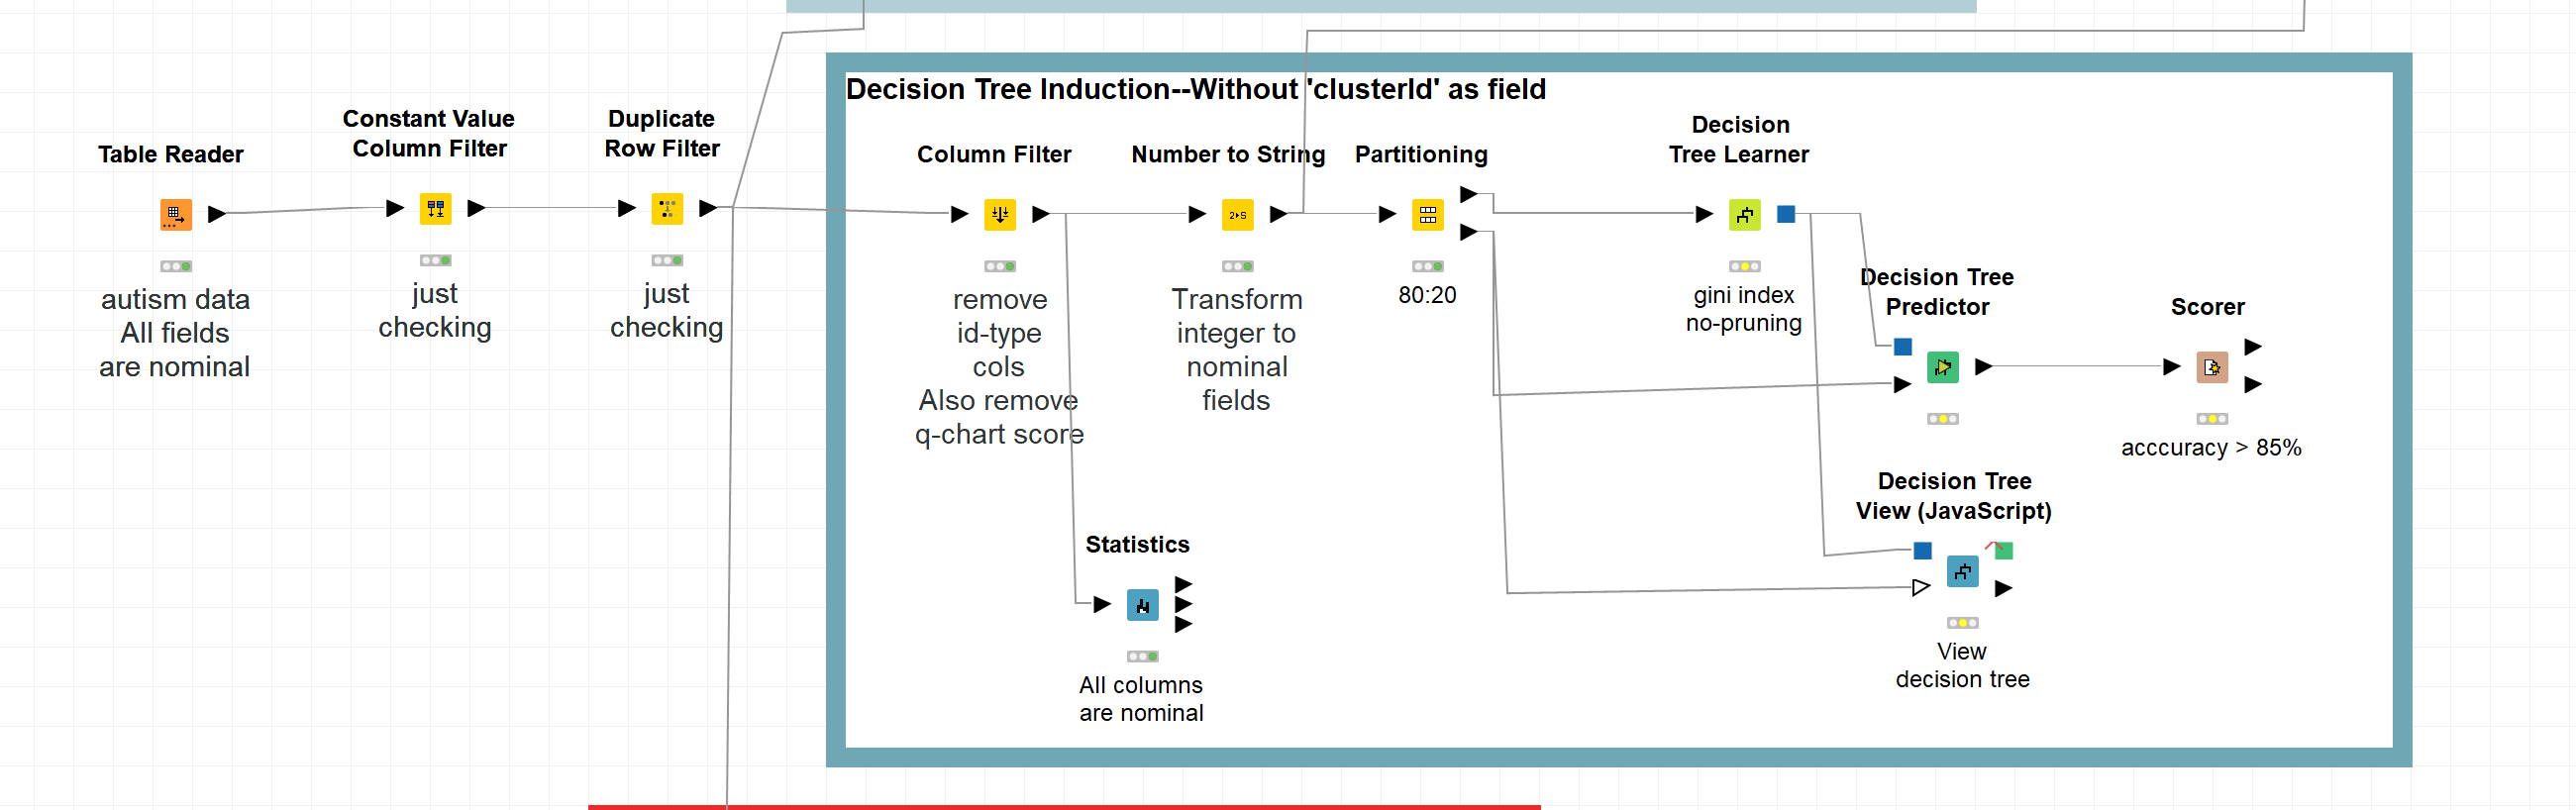 Decision Tree Induction--Without 'clusterId' as field
Table Reader
autism data
All fields
are nominal
Constant Value
Column Filter
just
checking
Duplicate
Row Filter
just
checking
Column Filter
remove
id-type
cols
Also remove
q-chart score
Number to String
2▸S
Transform
integer to
nominal
fields
Partitioning
80:20
Decision
Tree Learner
gini index
no-pruning
Decision Tree
Predictor
Scorer
acccuracy > 85%
Decision Tree
View (JavaScript)
View
decision tree
Statistics
All columns
are nominal